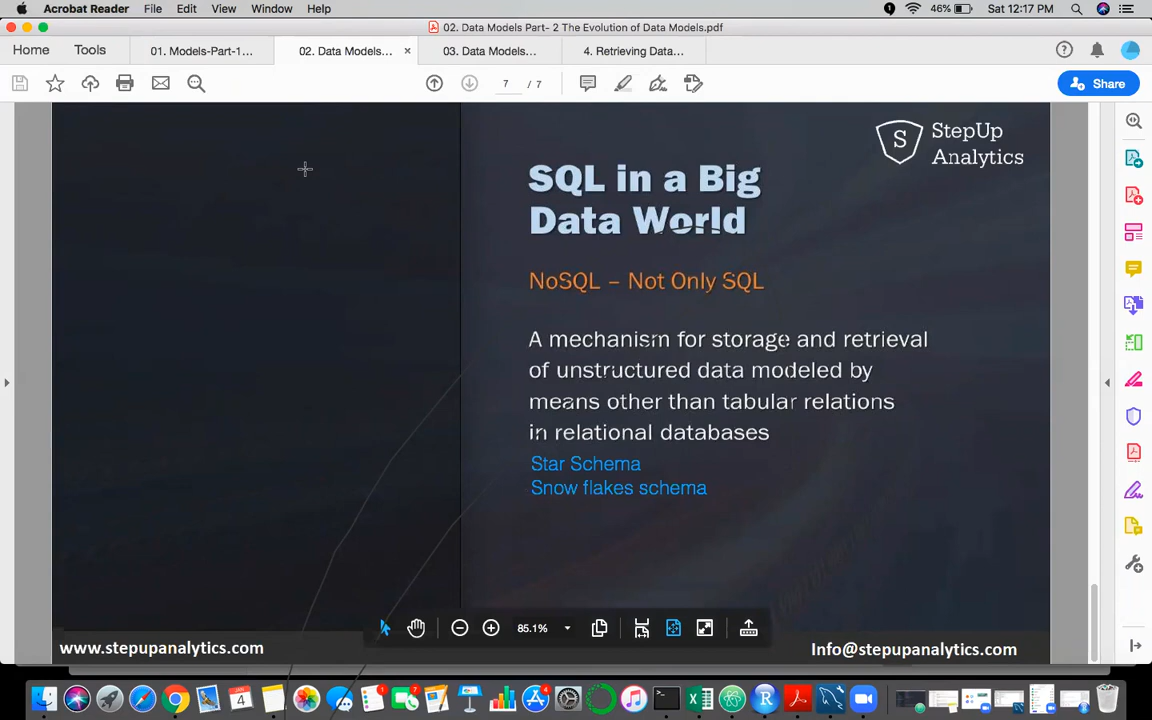 Acrobat Reader File Edit View Window Help 46% Sat 12:17 PM
02. Data Models Part- 2 The Evolution of Data Models.pdf
Home Tools 01. Models-Part-1... 02. Data Models... × 03. Data Models... 4. Retrieving Data...
7 / 7 Share
S StepUp
Analytics
SQL in a Big
Data World
NoSQL – Not Only SQL
A mechanism for storage and retrieval
of unstructured data modeled by
means other than tabular relations
in relational databases
Star Schema
Snow flakes schema
85.1%
www.stepupanalytics.com Info@stepupanalytics.com